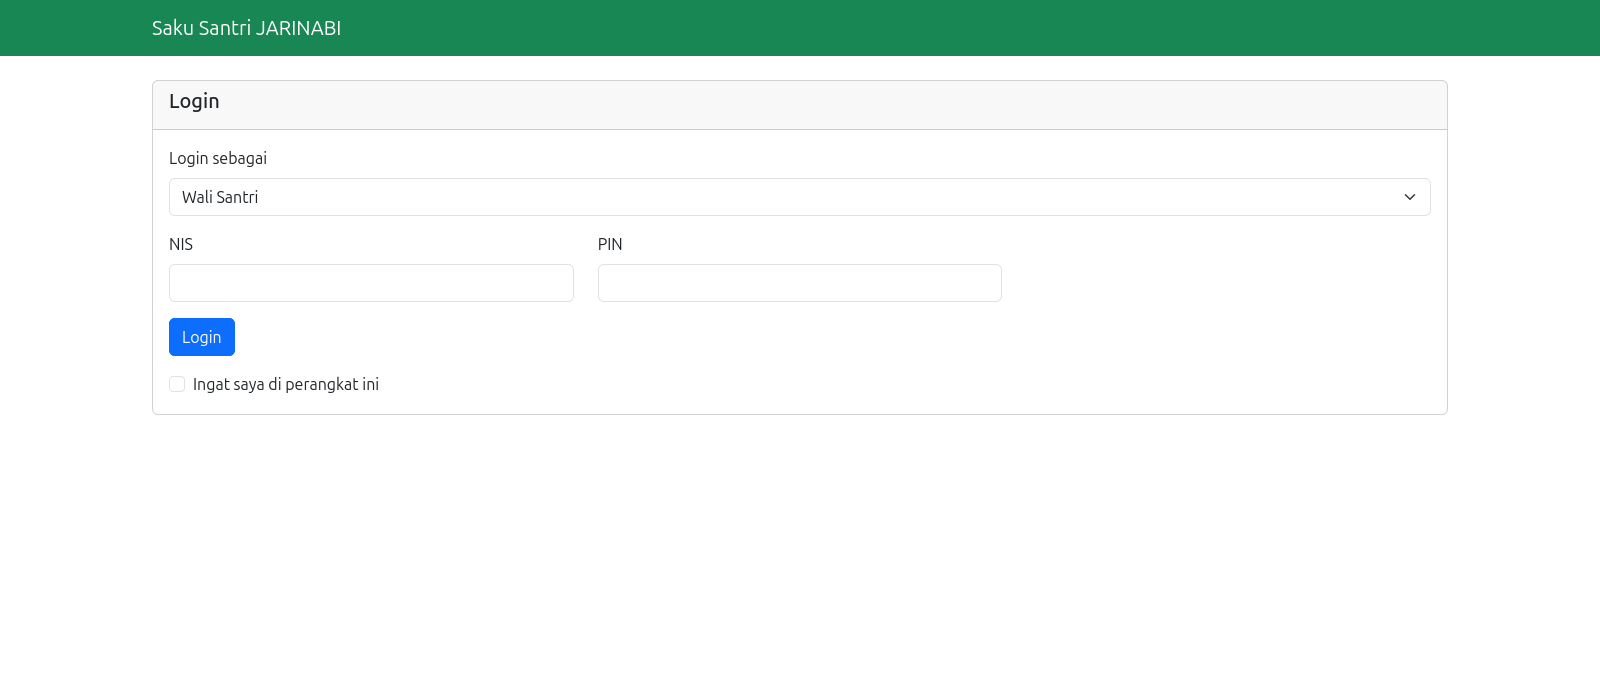 Saku Santri JARINABI
Login
Login sebagai
Wali Santri
NIS
PIN
Login
Ingat saya di perangkat ini